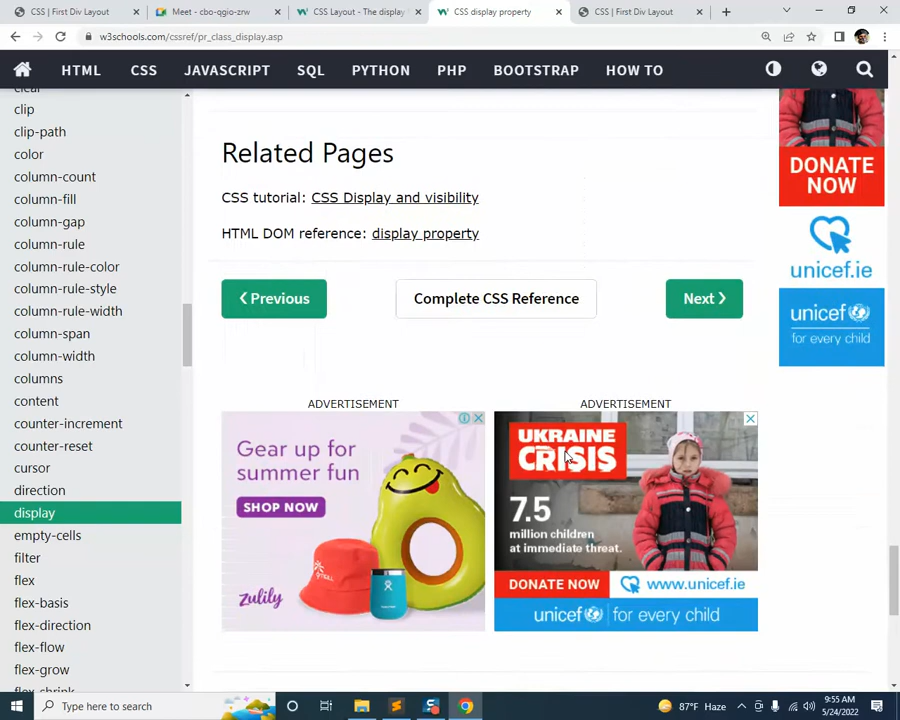 CSS | First Div Layout
Meet - cbo-qgio-zrw
CSS Layout - The display
CSS display property
CSS | First Div Layout
w3schools.com/cssref/pr_class_display.asp
HTML
CSS
JAVASCRIPT
SQL
PYTHON
PHP
BOOTSTRAP
HOW TO
clear
clip
clip-path
color
column-count
column-fill
column-gap
column-rule
column-rule-color
column-rule-style
column-rule-width
column-span
column-width
columns
content
counter-increment
counter-reset
cursor
direction
display
empty-cells
filter
flex
flex-basis
flex-direction
flex-flow
flex-grow
flex-shrink
Related Pages
CSS tutorial: CSS Display and visibility
HTML DOM reference: display property
❮ Previous
Complete CSS Reference
Next ❯
ADVERTISEMENT
Gear up for
summer fun
SHOP NOW
zulily
ADVERTISEMENT
UKRAINE
CRISIS
7.5
million children
at immediate threat.
DONATE NOW
www.unicef.ie
unicef for every child
DONATE
NOW
unicef.ie
unicef
for every child
Type here to search
87°F Haze
9:55 AM
5/24/2022